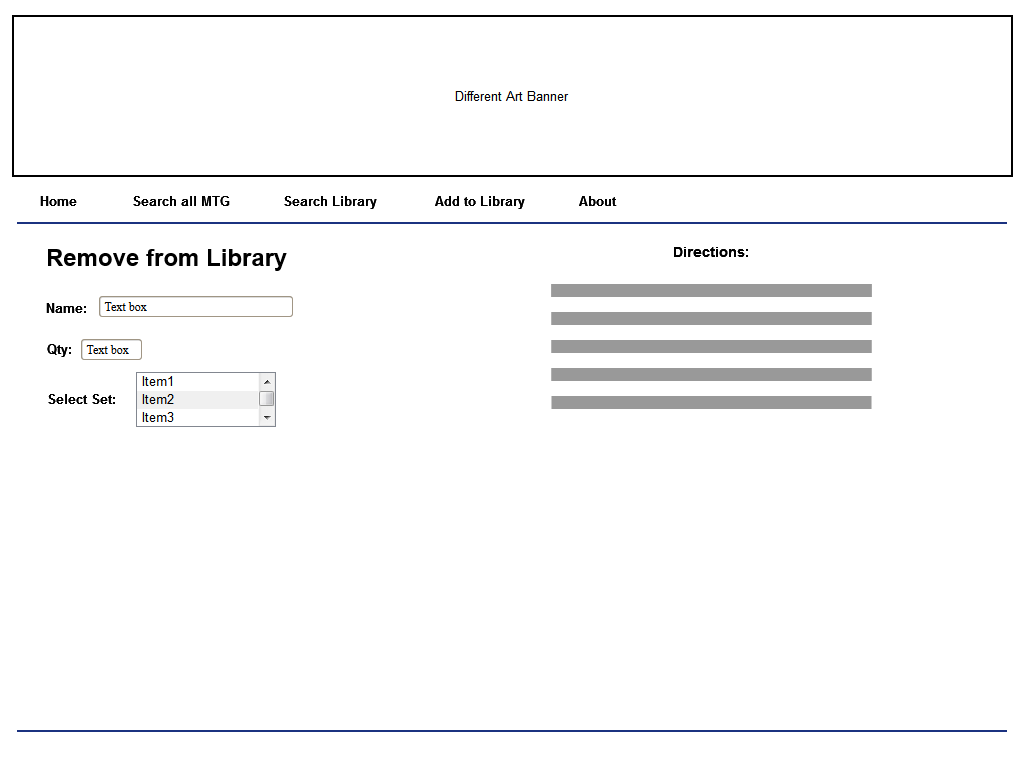 Different Art Banner
Home Search all MTG Search Library Add to Library About
Remove from Library
Name: Text box
Qty: Text box
Select Set:
Item1
Item2
Item3
Directions: